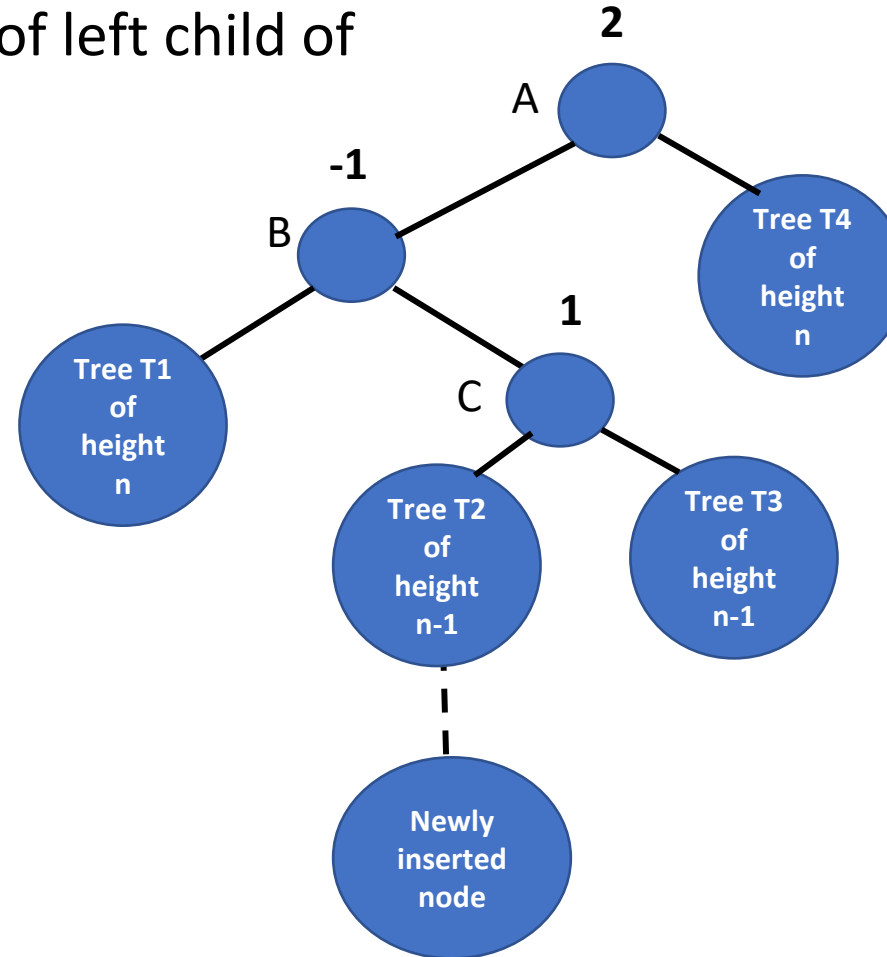 of left child of
2
A
-1
B
Tree T4
of
height
n
1
C
Tree T1
of
height
n
Tree T2
of
height
n-1
Tree T3
of
height
n-1
Newly
inserted
node